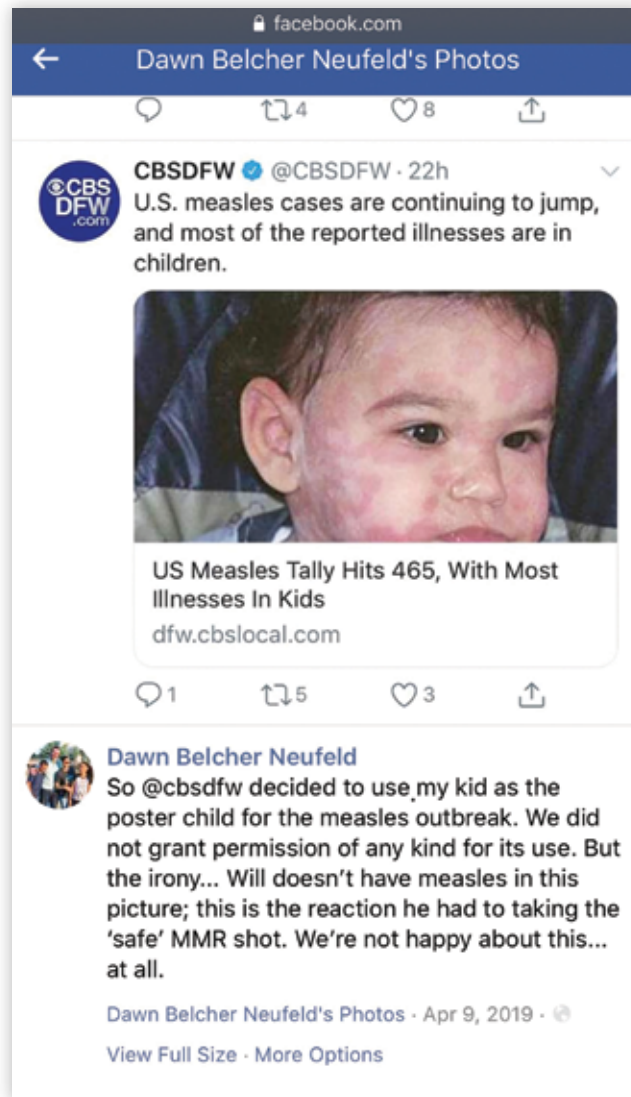 facebook.com
Dawn Belcher Neufeld's Photos
4 8
CBSDFW @CBSDFW · 22h
©CBS
DFW
.com
U.S. measles cases are continuing to jump,
and most of the reported illnesses are in
children.
US Measles Tally Hits 465, With Most
Illnesses In Kids
dfw.cbslocal.com
1 5 3
Dawn Belcher Neufeld
So @cbsdfw decided to use my kid as the
poster child for the measles outbreak. We did
not grant permission of any kind for its use. But
the irony... Will doesn’t have measles in this
picture; this is the reaction he had to taking the
‘safe’ MMR shot. We’re not happy about this...
at all.
Dawn Belcher Neufeld's Photos · Apr 9, 2019 ·
View Full Size · More Options